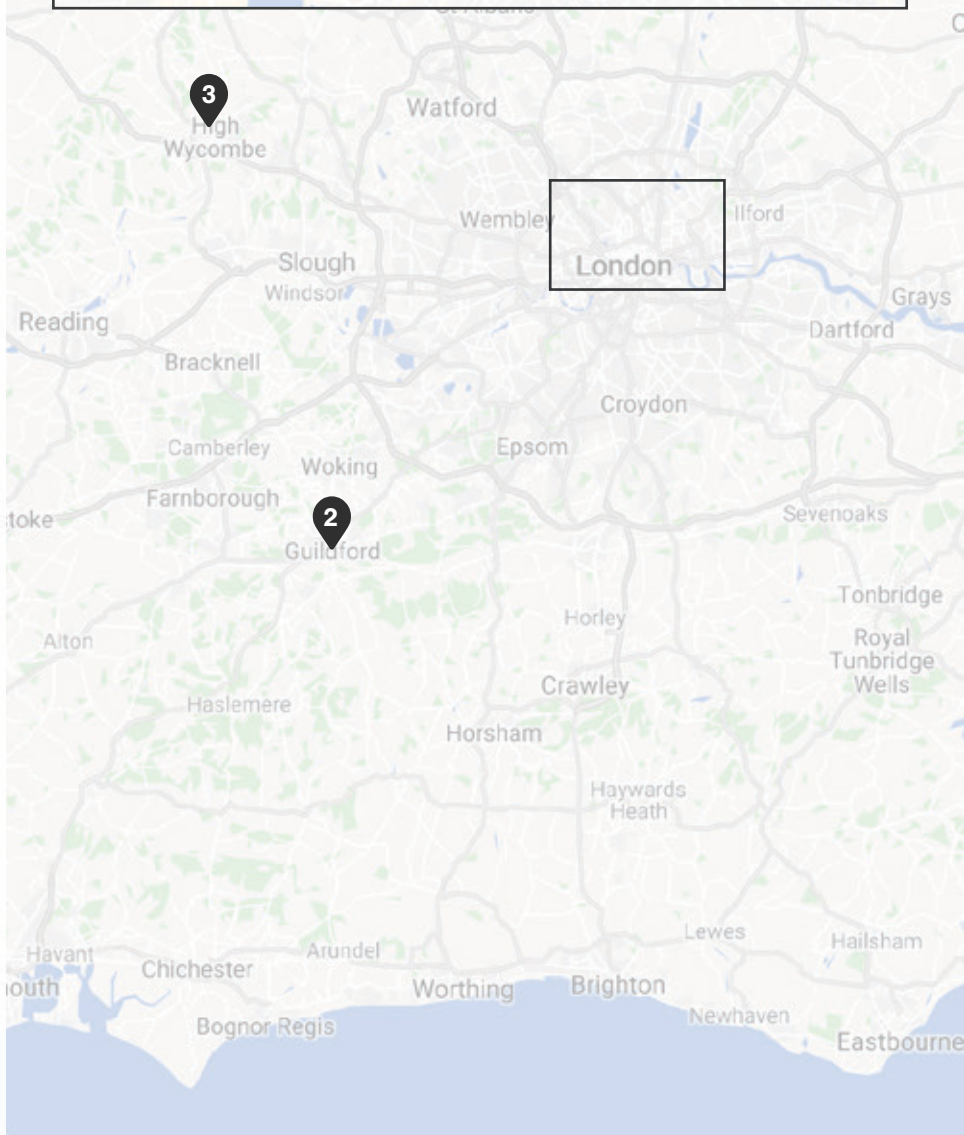 St Albans
3
High
Wycombe
Watford
Wembley
Ilford
London
Slough
Windsor
Grays
Reading
Dartford
Bracknell
Croydon
Camberley
Epsom
Woking
Farnborough
2
Sevenoaks
toke
Guildford
Tonbridge
Horley
Alton
Royal
Tunbridge
Wells
Crawley
Haslemere
Horsham
Haywards
Heath
Lewes
Hailsham
Havant
Arundel
Chichester
outh
Worthing
Brighton
Newhaven
Bognor Regis
Eastbourne